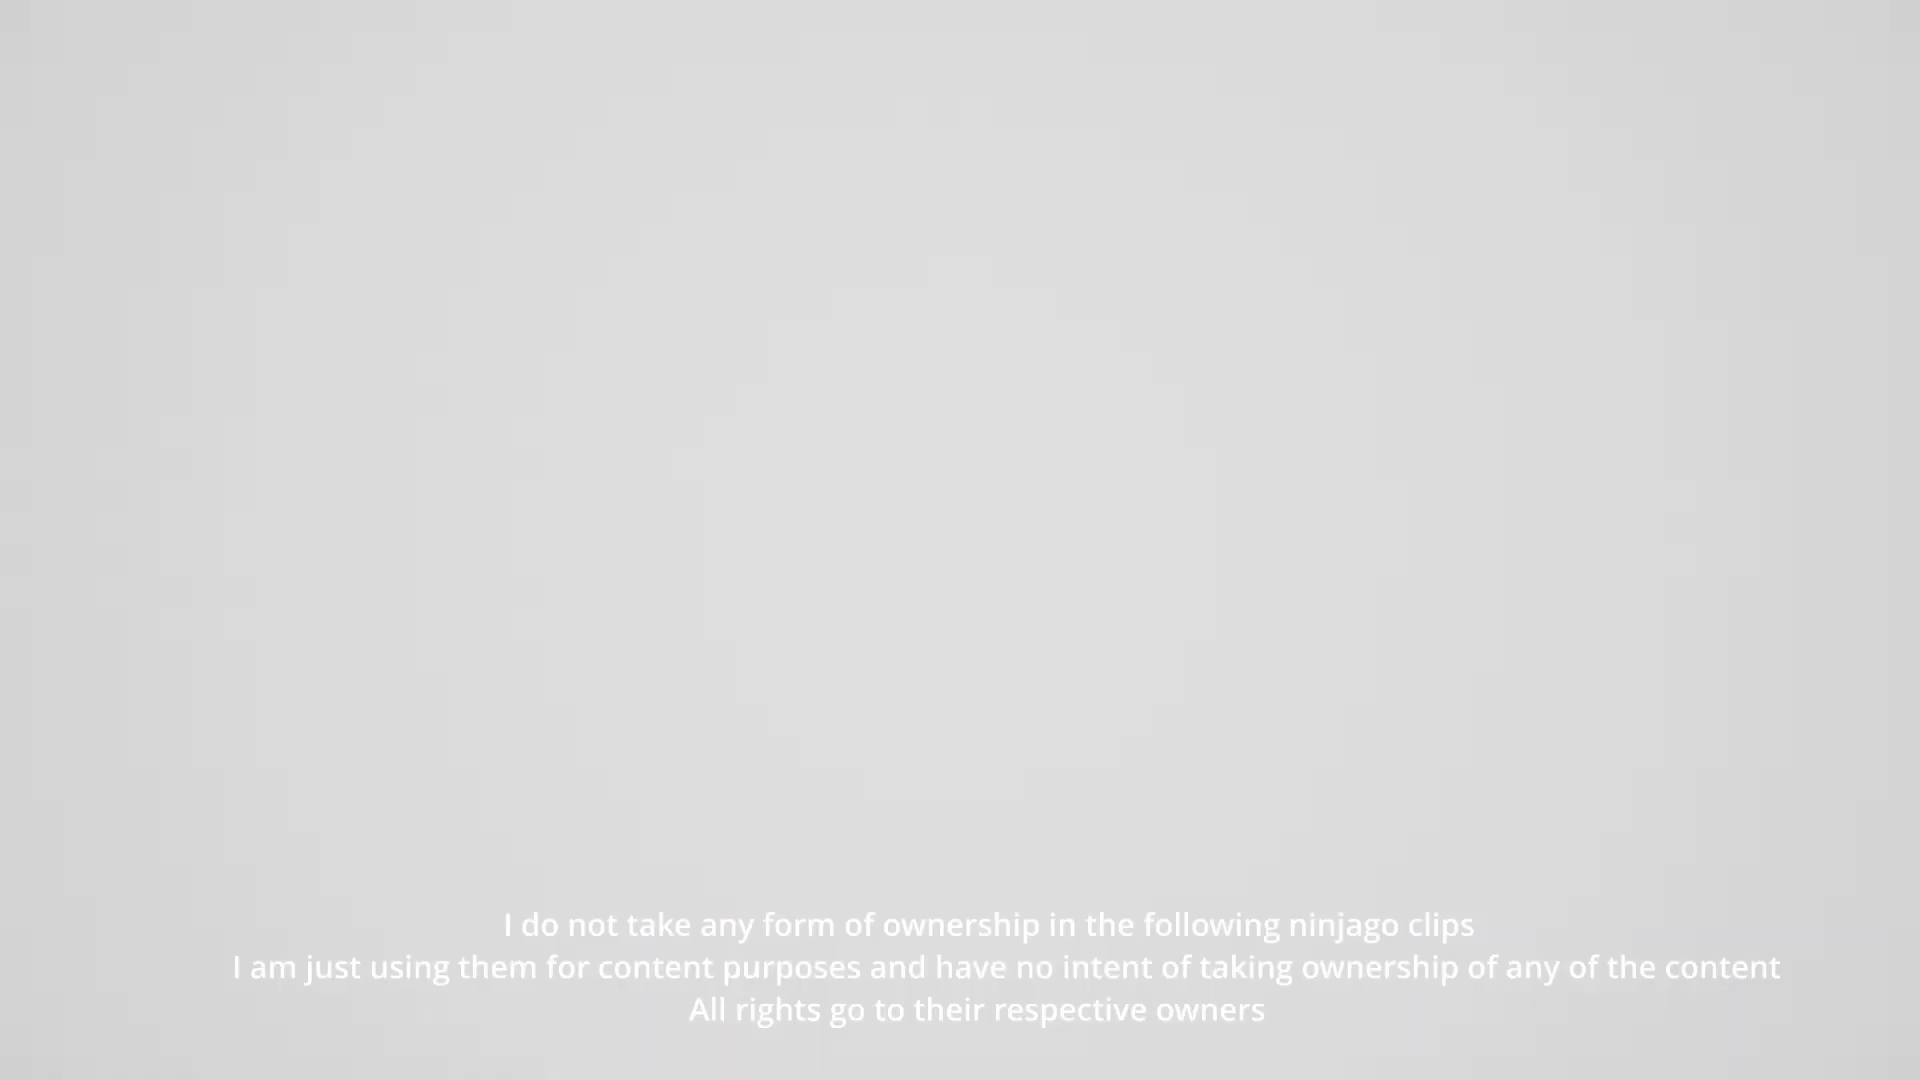 I do not take any form of ownership in the following ninjago clips
I am just using them for content purposes and have no intent of taking ownership of any of the content
All rights go to their respective owners